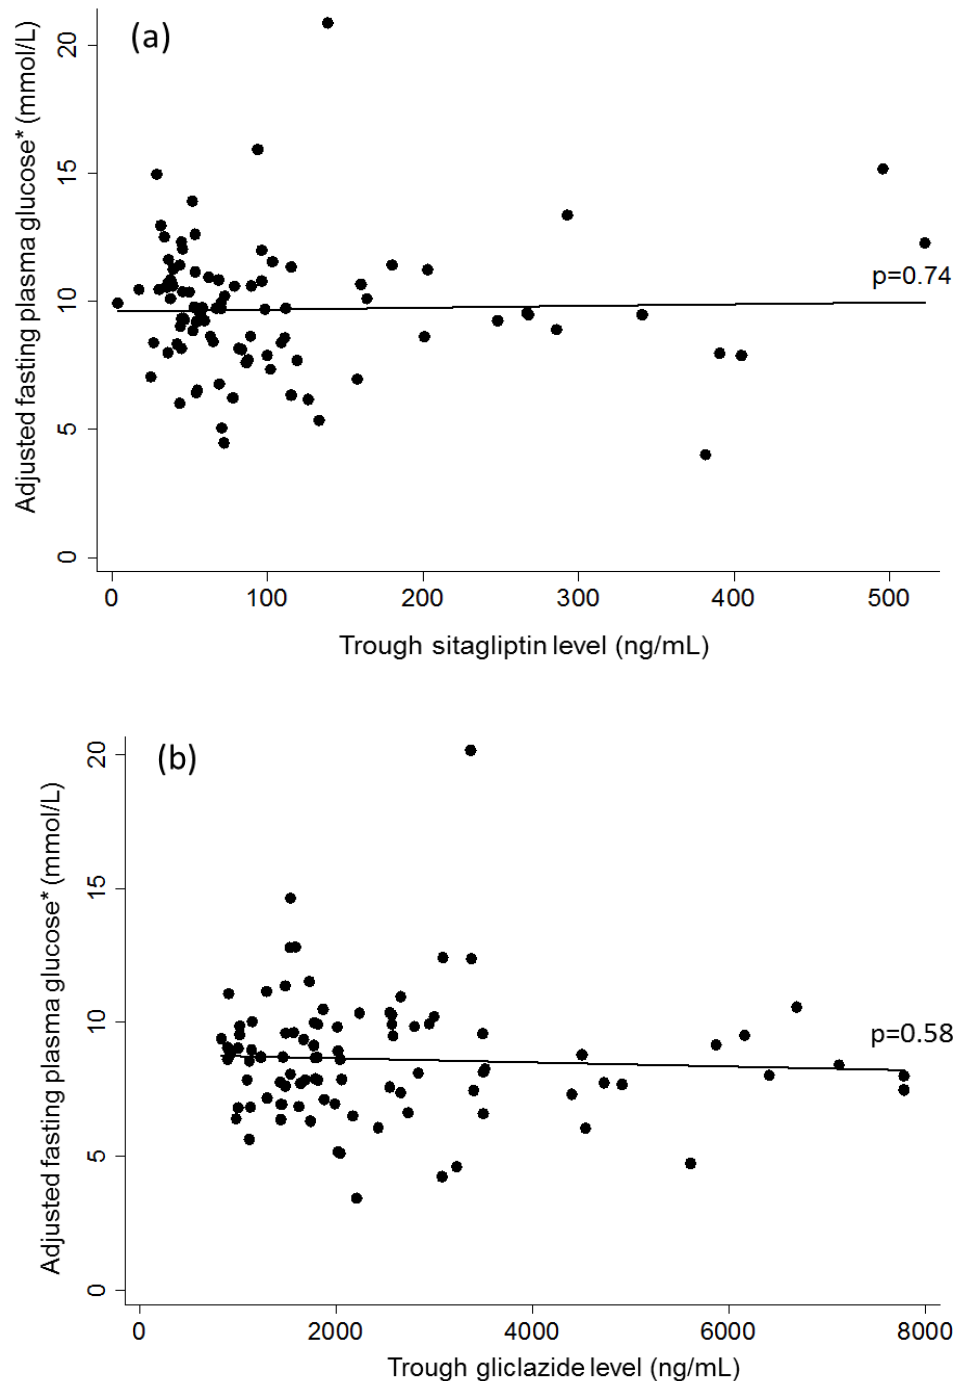 (a)
Adjusted fasting plasma glucose* (mmol/L)
20
15
10
5
0
p=0.74
0 100 200 300 400 500
Trough sitagliptin level (ng/mL)
(b)
Adjusted fasting plasma glucose* (mmol/L)
20
15
10
5
0
p=0.58
0 2000 4000 6000 8000
Trough gliclazide level (ng/mL)